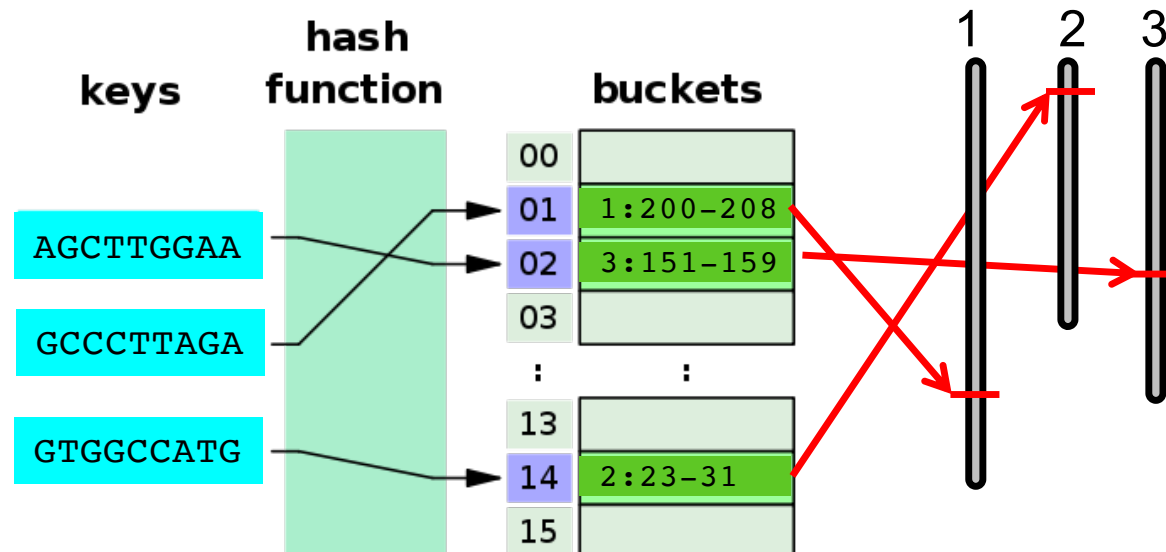 hash
function
keys
buckets
1 2 3
00
01 1:200-208
02 3:151-159
03
: :
13
14 2:23-31
15
AGCTTGGAA
GCCCTTAGA
GTGGCCATG